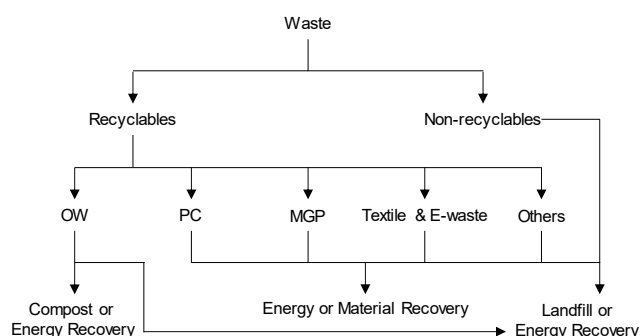 Waste
Recyclables
Non-recyclables
OW
PC
MGP
Textile & E-waste
Others
Compost or
Energy Recovery
Energy or Material Recovery
Landfill or
Energy Recovery